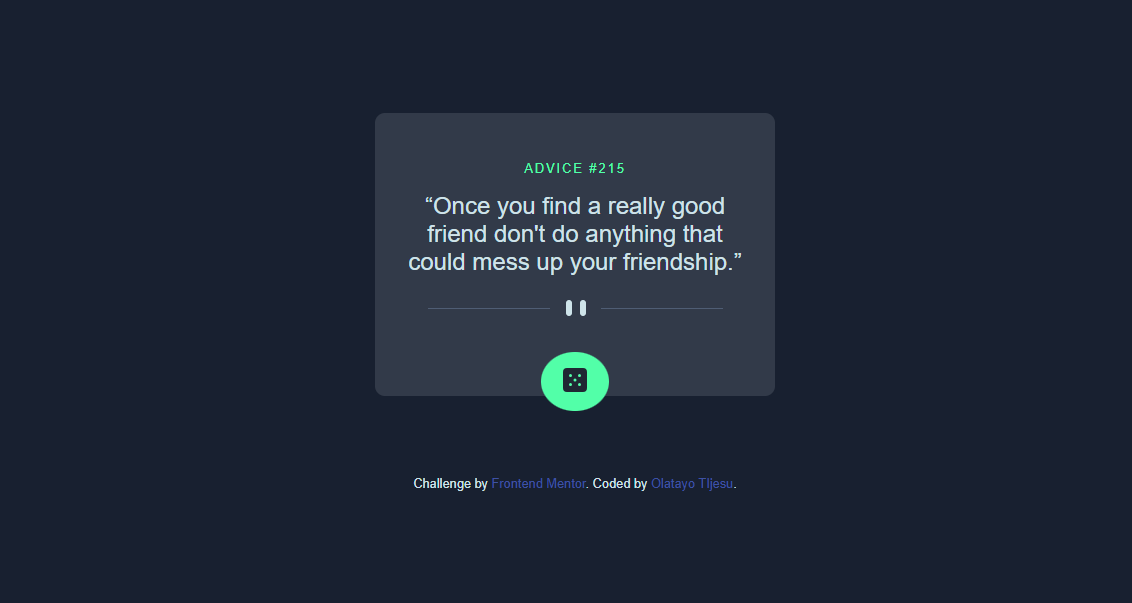 ADVICE #215
“Once you find a really good
friend don't do anything that
could mess up your friendship.”
Challenge by Frontend Mentor. Coded by Olatayo TIjesu.